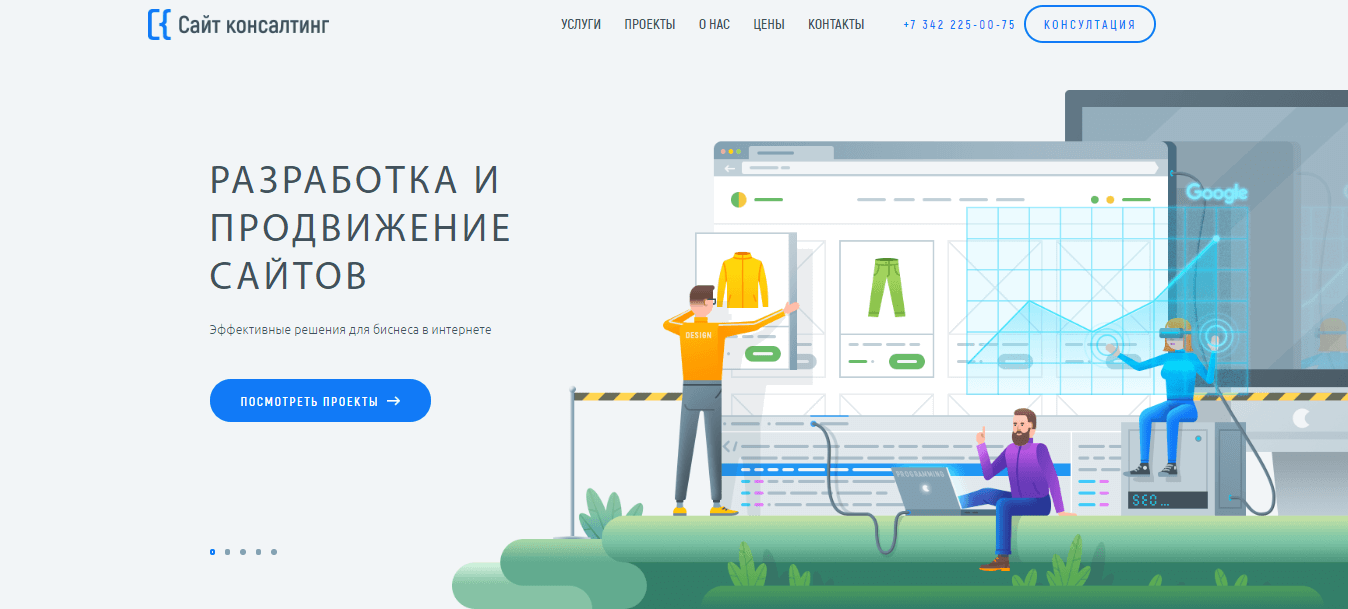 Сайт консалтинг
УСЛУГИ ПРОЕКТЫ О НАС ЦЕНЫ КОНТАКТЫ +7 342 225-00-75 КОНСУЛЬТАЦИЯ
РАЗРАБОТКА И
ПРОДВИЖЕНИЕ
САЙТОВ
Эффективные решения для бизнеса в интернете
ПОСМОТРЕТЬ ПРОЕКТЫ →
Google
DESIGN
PROGRAMMING
SEO...